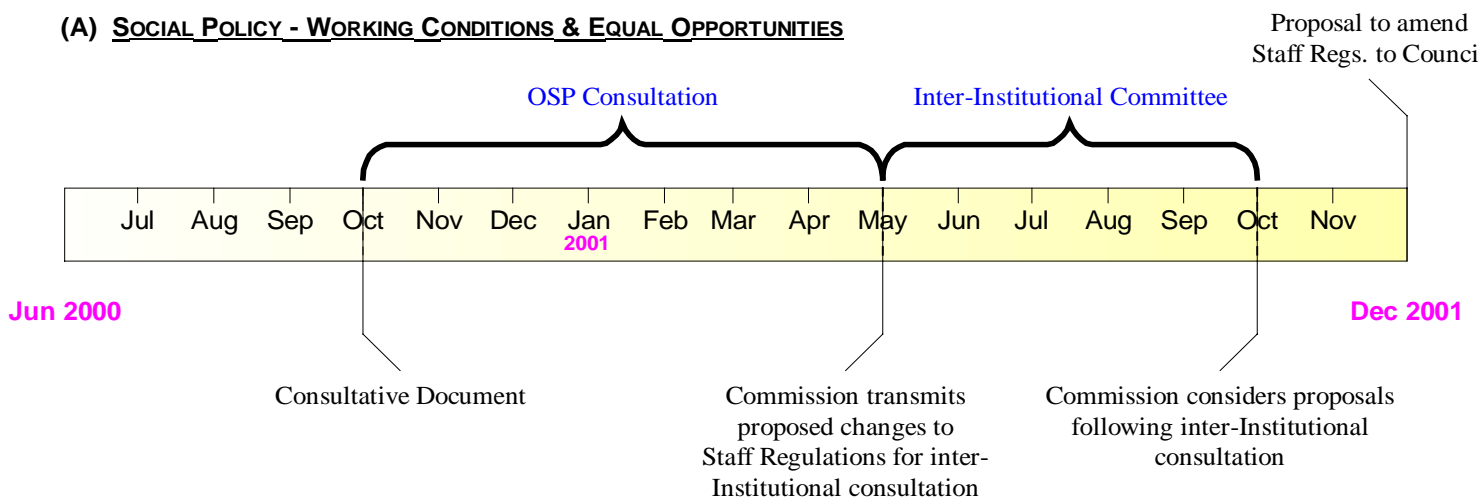 (A) SOCIAL POLICY - WORKING CONDITIONS & EQUAL OPPORTUNITIES
Proposal to amend
Staff Regs. to Counci
OSP Consultation
Inter-Institutional Committee
Jul Aug Sep Oct Nov Dec Jan Feb Mar Apr May Jun Jul Aug Sep Oct Nov
2001
Jun 2000
Dec 2001
Consultative Document
Commission transmits
proposed changes to
Staff Regulations for inter-
Institutional consultation
Commission considers proposals
following inter-Institutional
consultation